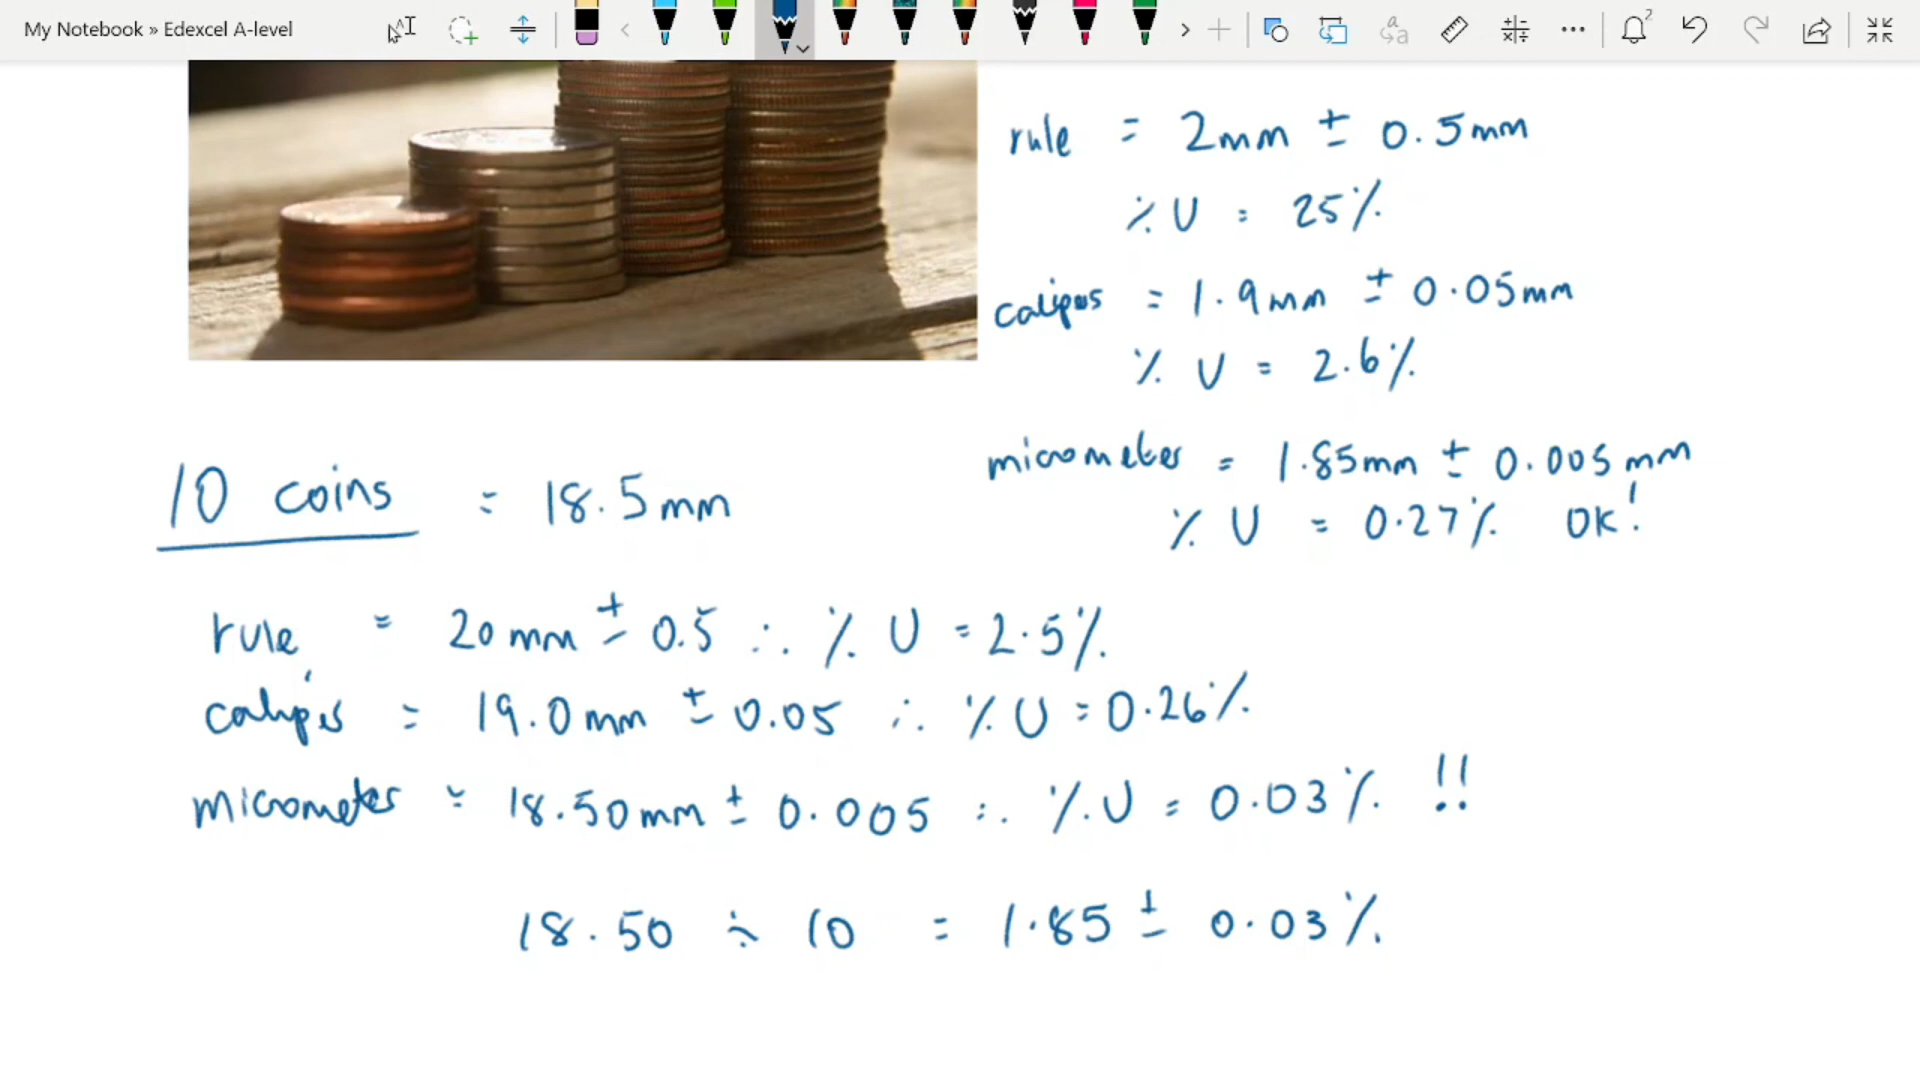 My Notebook » Edexcel A-level
rule = 2mm ± 0.5mm
% U = 25%
calipers = 1.9mm ± 0.05mm
% U = 2.6%
micrometer = 1.85mm ± 0.005mm
% U = 0.27% OK!
10 coins = 18.5mm
rule = 20mm ± 0.5 ∴ % U = 2.5%
calipers = 19.0mm ± 0.05 ∴ % U = 0.26%
micrometer = 18.50mm ± 0.005 ∴ % U = 0.03% !!
18.50 ÷ 10 = 1.85 ± 0.03%